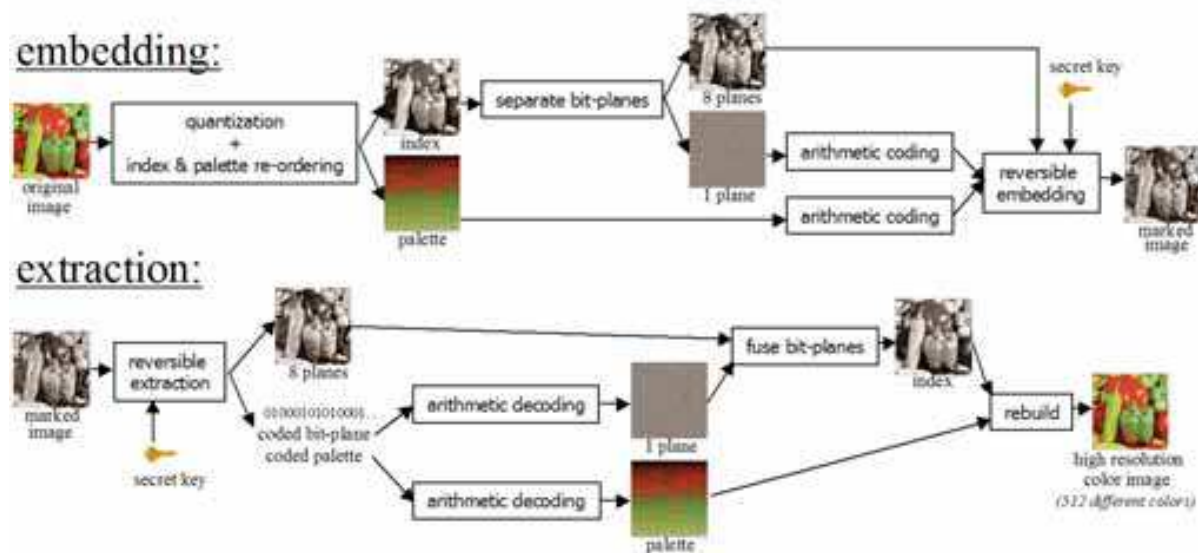 embedding:
original
image
quantization
+
index & palette re-ordering
index
palette
separate bit-planes
8 planes
1 plane
arithmetic coding
arithmetic coding
secret key
reversible
embedding
marked
image
extraction:
marked
image
reversible
extraction
secret key
8 planes
01000101010001...
coded bit-plane
coded palette
arithmetic decoding
arithmetic decoding
1 plane
palette
fuse bit-planes
index
rebuild
high resolution
color image
(512 different colors)